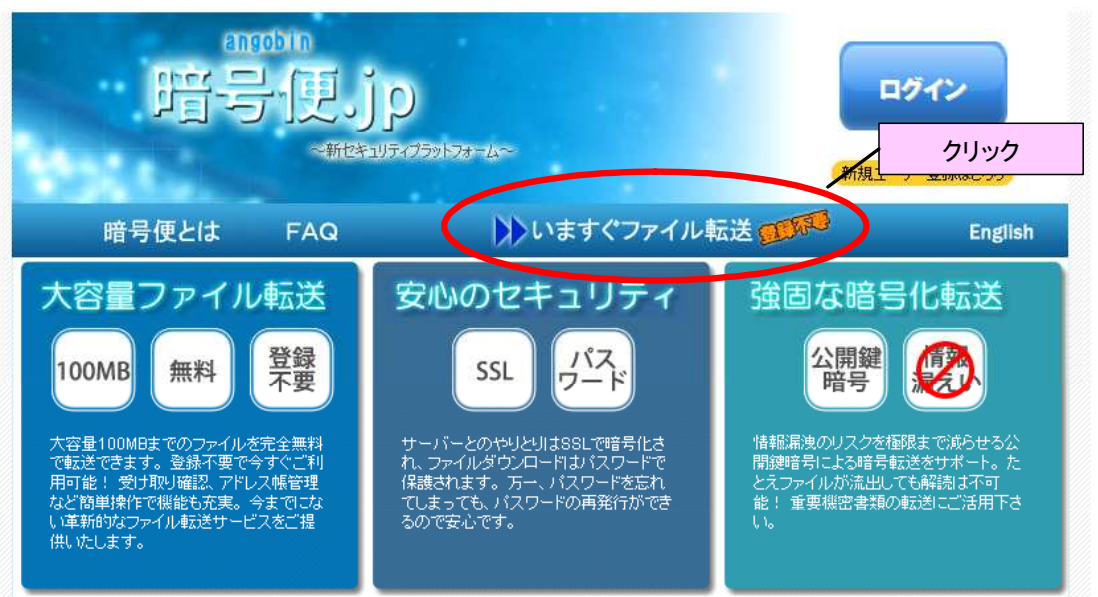 angobin
暗号便.jp
～新セキュリティプラットフォーム～
ログイン
クリック
暗号便とは
FAQ
いますぐファイル転送
登録不要
English
大容量ファイル転送
100MB
無料
登録
不要
大容量100MBまでのファイルを完全無料
で転送できます。登録不要で今すぐご利
用可能！ 受け取り確認、アドレス帳管理
など簡単操作で機能も充実。今までにな
い革新的なファイル転送サービスをご提
供いたします。
安心のセキュリティ
SSL
パス
ワード
サーバーとのやりとりはSSLで暗号化さ
れ、ファイルダウンロードはパスワードで
保護されます。万一、パスワードを忘れ
てしまっても、パスワードの再発行ができ
るので安心です。
強固な暗号化転送
公開鍵
暗号
情報
漏えい
情報漏洩のリスクを極限まで減らせる公
開鍵暗号による暗号転送をサポート。た
とえファイルが流出しても解読は不可
能！ 重要機密書類の転送にご活用下さ
い。